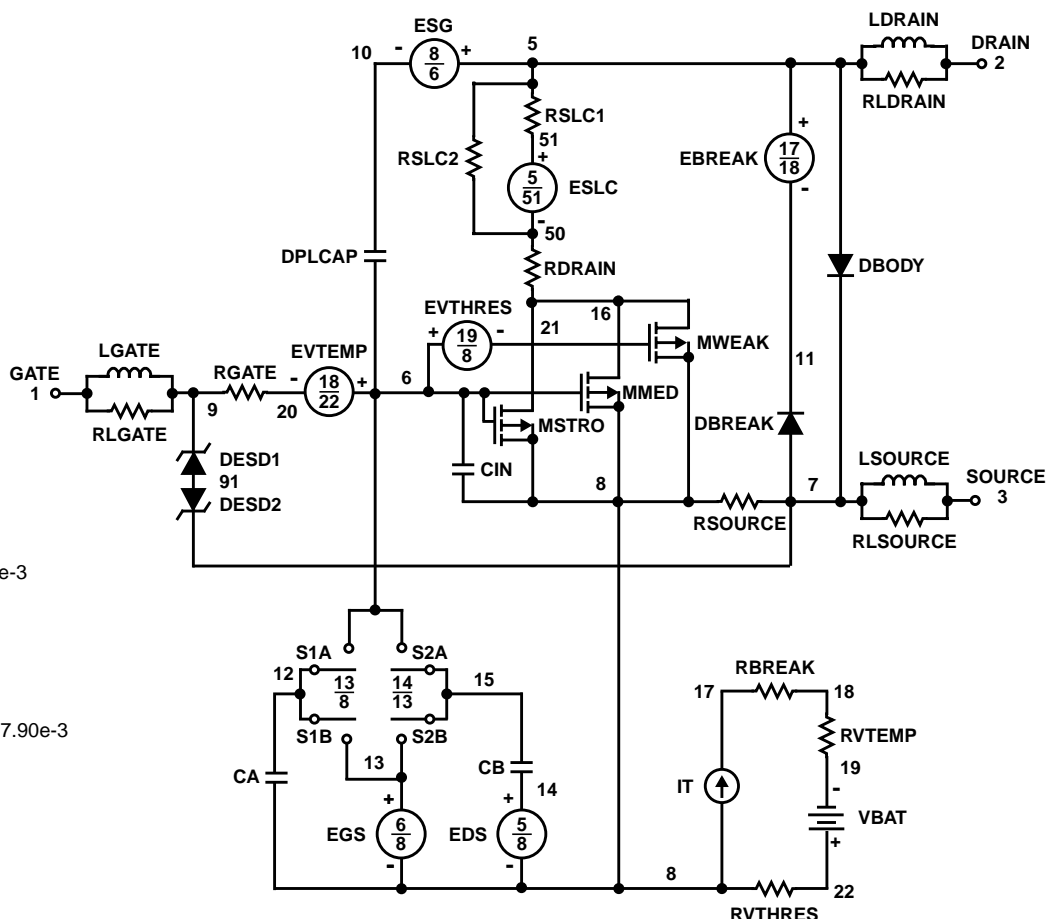 ESG
10
-
8
6
+
5
LDRAIN
DRAIN
2
RLDRAIN
RSLC1
51
+
RSLC2
5
51
ESLC
-
50
+
EBREAK
17
18
-
DPLCAP
RDRAIN
DBODY
EVTHRES
+
19
8
-
21
16
MWEAK
11
LGATE
GATE
1
RLGATE
9
RGATE
EVTEMP
-
20
18
22
+
6
MMED
MSTRO
DBREAK
DESD1
91
DESD2
CIN
8
RSOURCE
7
LSOURCE
SOURCE
3
RLSOURCE
e-3
S1A
S2A
12
13
8
14
13
15
S1B
S2B
13
7.90e-3
CA
CB
14
+
EGS
6
8
-
+
EDS
5
8
-
RBREAK
17
18
RVTEMP
19
IT
-
VBAT
+
8
22
RVTHRES